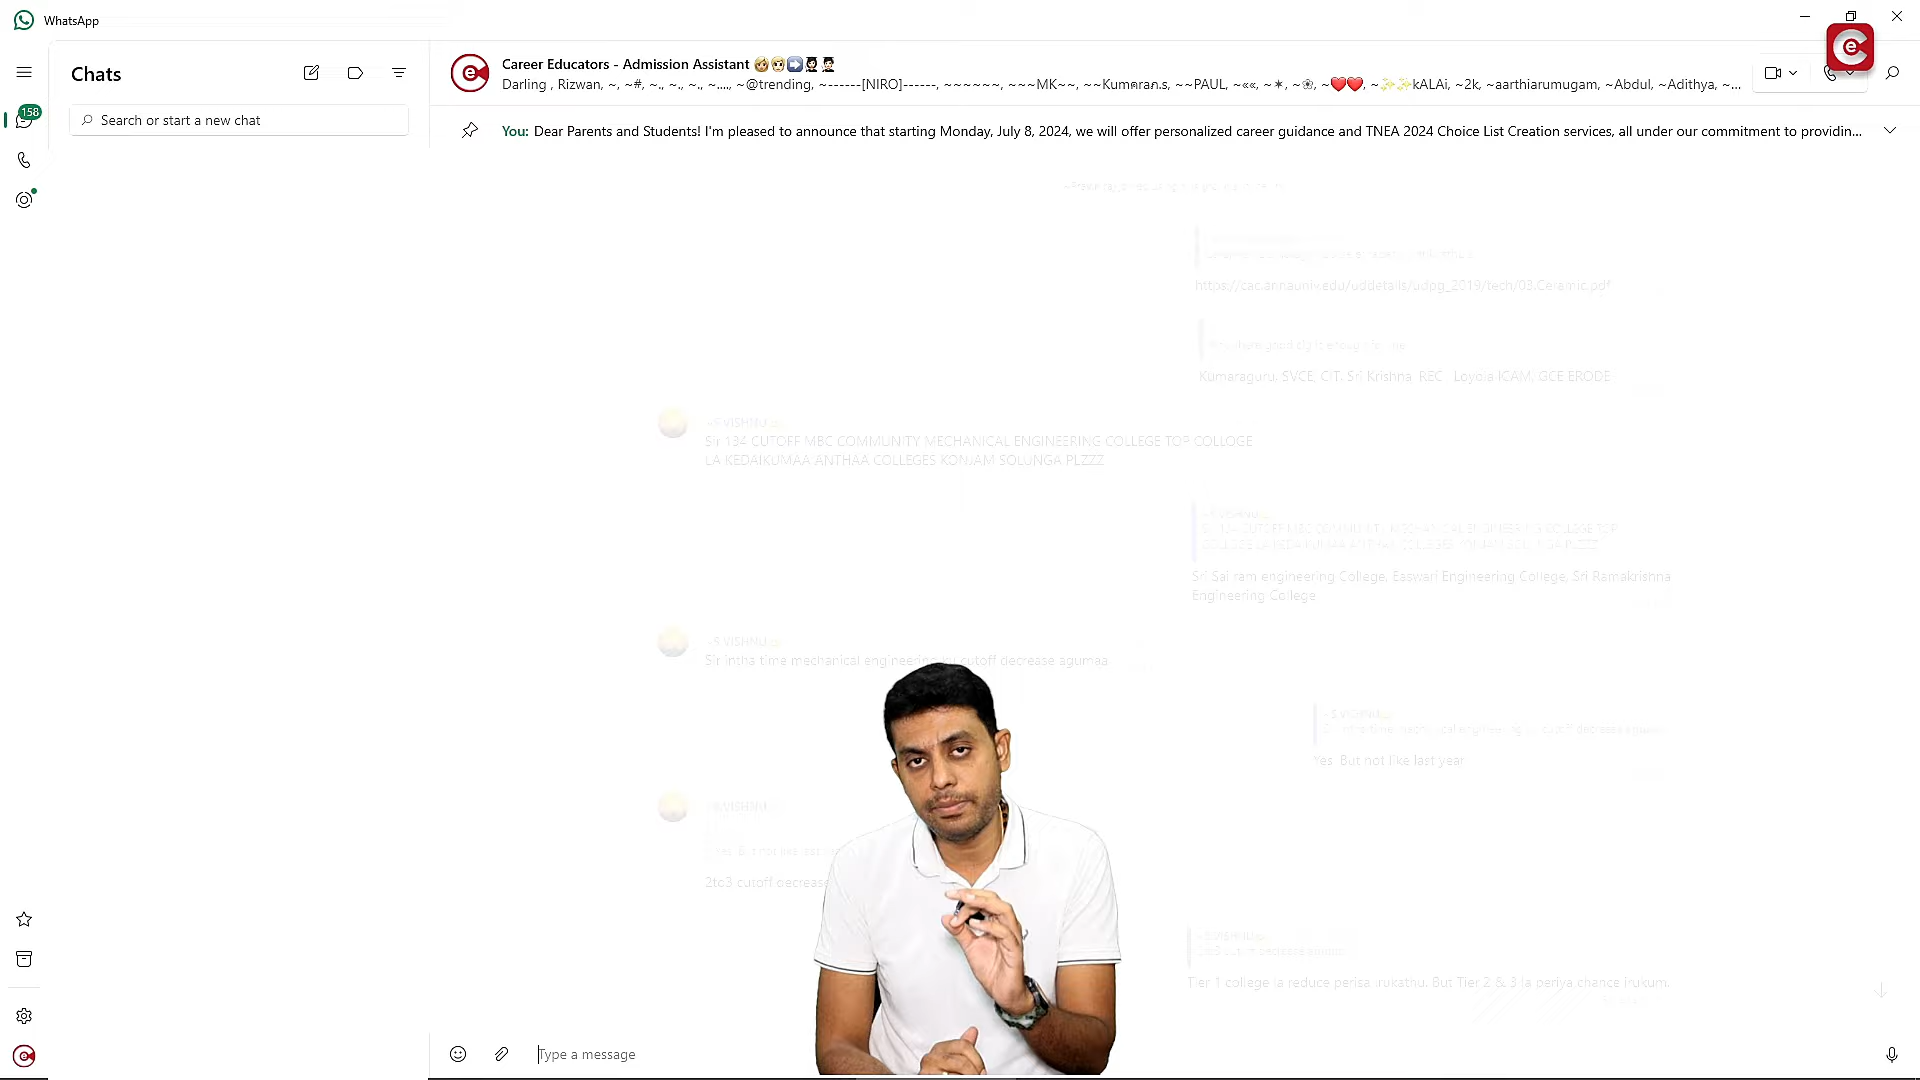 WhatsApp
Chats
Career Educators - Admission Assistant 👩🏼👨🏻➡️👩🏻‍🎓👨🏻‍🎓
Darling , Rizwan, ~, ~#, ~., ~., ~., ~...., ~@trending, ~------[NIRO]------, ~~~~~~, ~~~MK~~, ~~Kumeran.s, ~~PAUL, ~««, ~✶, ~❀, ~❤️❤️, ~✨✨kALAi, ~2k, ~aarthiarumugam, ~Abdul, ~Adithya, ~...
158
Search or start a new chat
You: Dear Parents and Students! I'm pleased to announce that starting Monday, July 8, 2024, we will offer personalized career guidance and TNEA 2024 Choice List Creation services, all under our commitment to providin...
https://cac.annauniv.edu/uddetails/udpg_2019/tech/03.Ceramic.pdf
Kumaraguru, SVCE, CIT, Sri Krishna, REC, Loyola ICAM, GCE ERODE
~S.VISHNU
Sir 184 CUTOFF MBC COMMUNITY MECHANICAL ENGINEERING COLLEGE TOP COLLOGE
LA KEDAIKUMAA ANTHAA COLLEGES KONJAM SOLUNGA PLZZZ
~S.VISHNU
Sri Sai ram engineering College, Easwari Engineering College, Sri Ramakrishna
Engineering College
~S.VISHNU
Sir intha time mechanical engineering cutoff decrease agumaa
~S.VISHNU
Yes. But not like last year
~S.VISHNU
2to3 cutoff decrease
~S.VISHNU
Tier 1 college la reduce perisa irukathu. But Tier 2 & 3 la periya chance irukum.
Type a message